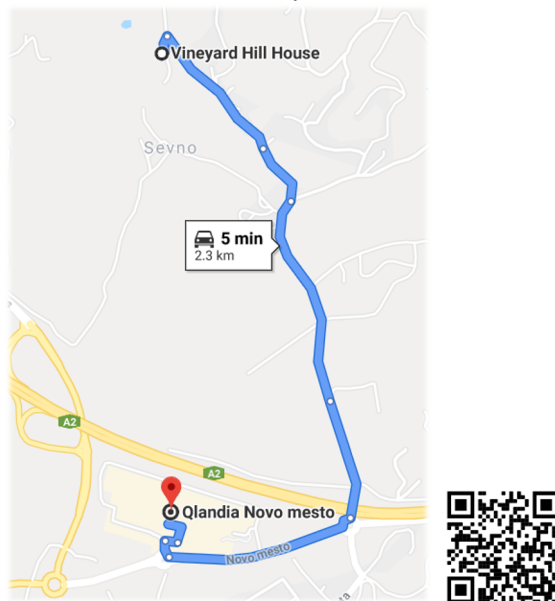 Vineyard Hill House
Sevno
5 min
2.3 km
A2
A2
Qlandia Novo mesto
Novo mesto